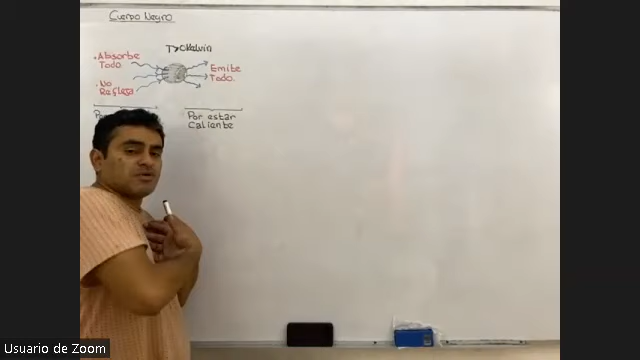 Cuerpo Negro
T>0Kelvin
• Absorbe
Todo.
• No
Refleja
Emite
Todo.
Por estar
Caliente
Usuario de Zoom